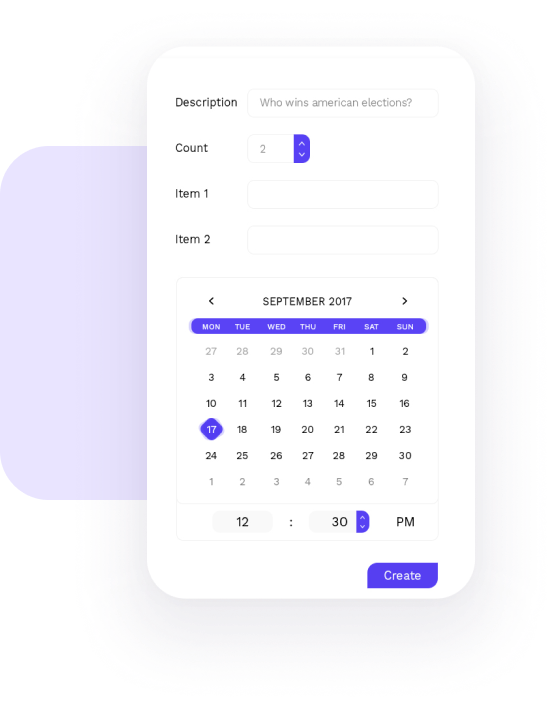 Description Who wins american elections?
Count 2
Item 1
Item 2
SEPTEMBER 2017
MON TUE WED THU FRI SAT SUN
27 28 29 30 31 1 2
3 4 5 6 7 8 9
10 11 12 13 14 15 16
17 18 19 20 21 22 23
24 25 26 27 28 29 30
1 2 3 4 5 6 7
12 : 30 PM
Create